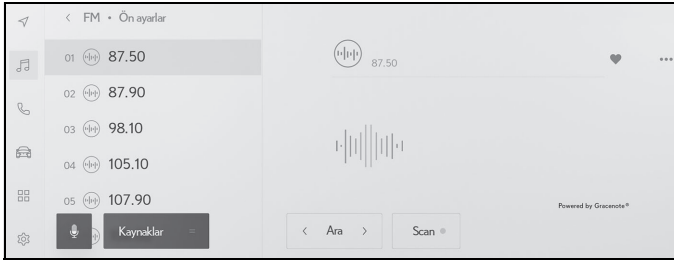 FM • Ön ayarlar
01 87.50
02 87.90
03 98.10
04 105.10
05 107.90
Kaynaklar
87.50
Powered by Gracenote®
Ara
Scan